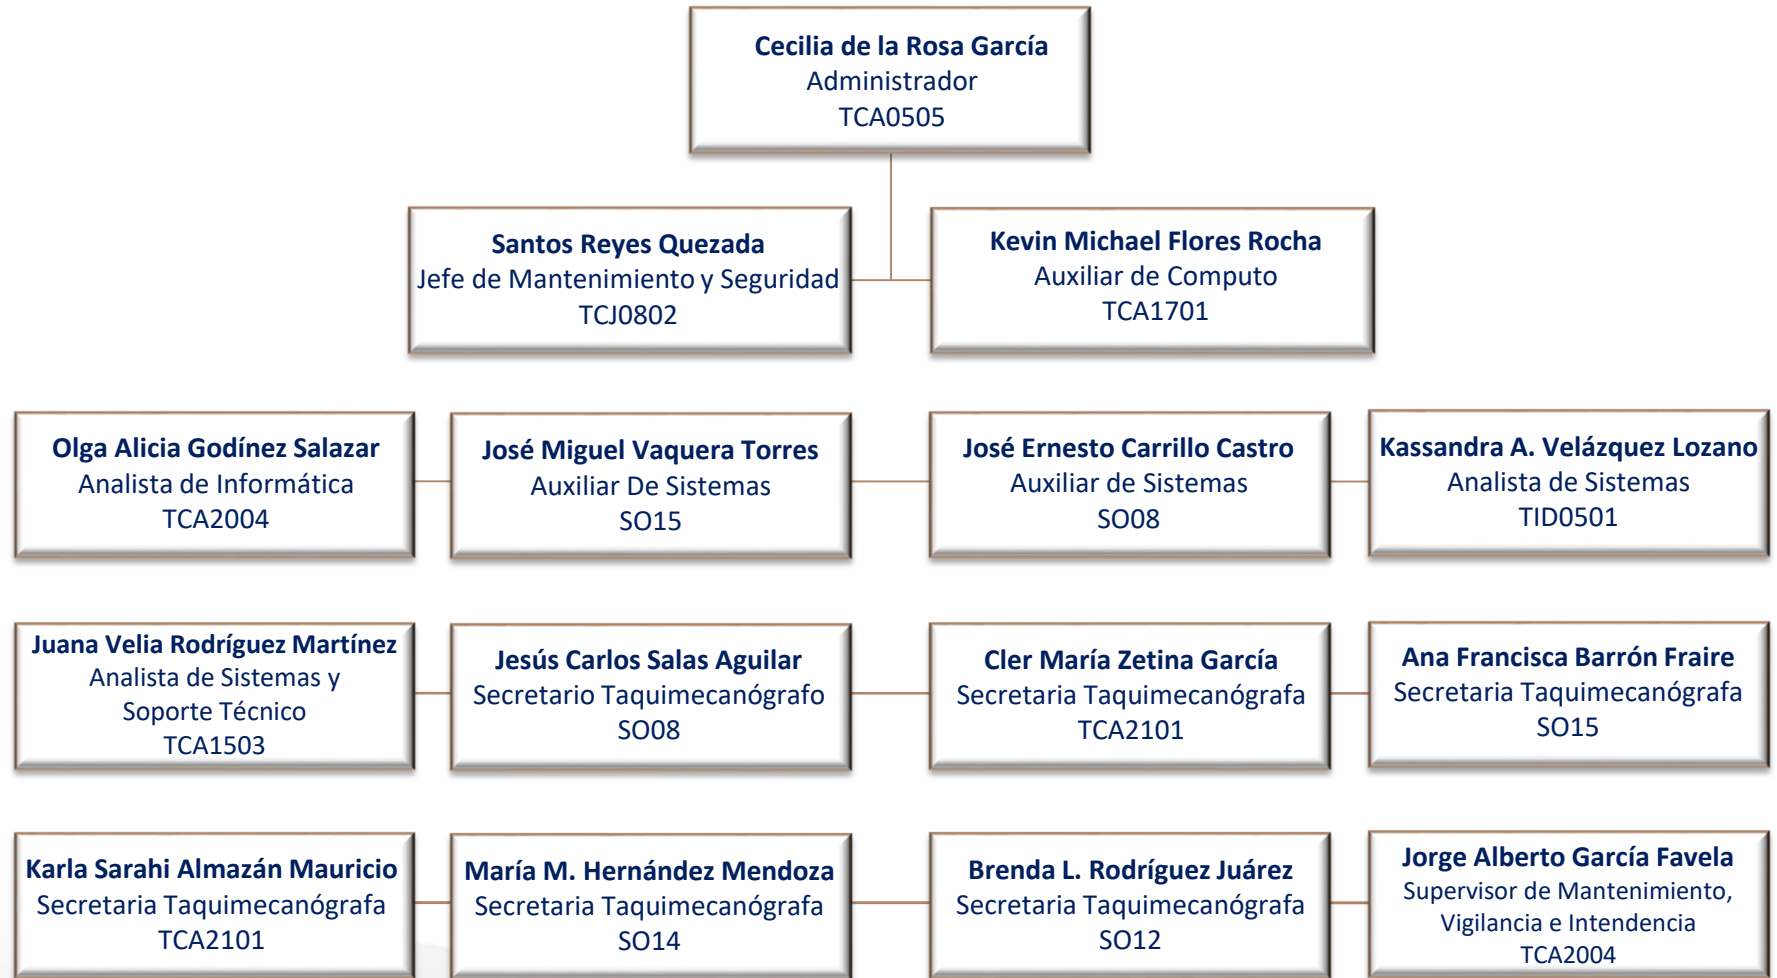 Cecilia de la Rosa García
Administrador
TCA0505
Santos Reyes Quezada
Jefe de Mantenimiento y Seguridad
TCJ0802
Kevin Michael Flores Rocha
Auxiliar de Computo
TCA1701
Olga Alicia Godínez Salazar
Analista de Informática
TCA2004
José Miguel Vaquera Torres
Auxiliar De Sistemas
SO15
José Ernesto Carrillo Castro
Auxiliar de Sistemas
SO08
Kassandra A. Velázquez Lozano
Analista de Sistemas
TID0501
Juana Velia Rodríguez Martínez
Analista de Sistemas y
Soporte Técnico
TCA1503
Jesús Carlos Salas Aguilar
Secretario Taquimecanógrafo
SO08
Cler María Zetina García
Secretaria Taquimecanógrafa
TCA2101
Ana Francisca Barrón Fraire
Secretaria Taquimecanógrafa
SO15
Karla Sarahi Almazán Mauricio
Secretaria Taquimecanógrafa
TCA2101
María M. Hernández Mendoza
Secretaria Taquimecanógrafa
SO14
Brenda L. Rodríguez Juárez
Secretaria Taquimecanógrafa
SO12
Jorge Alberto García Favela
Supervisor de Mantenimiento,
Vigilancia e Intendencia
TCA2004